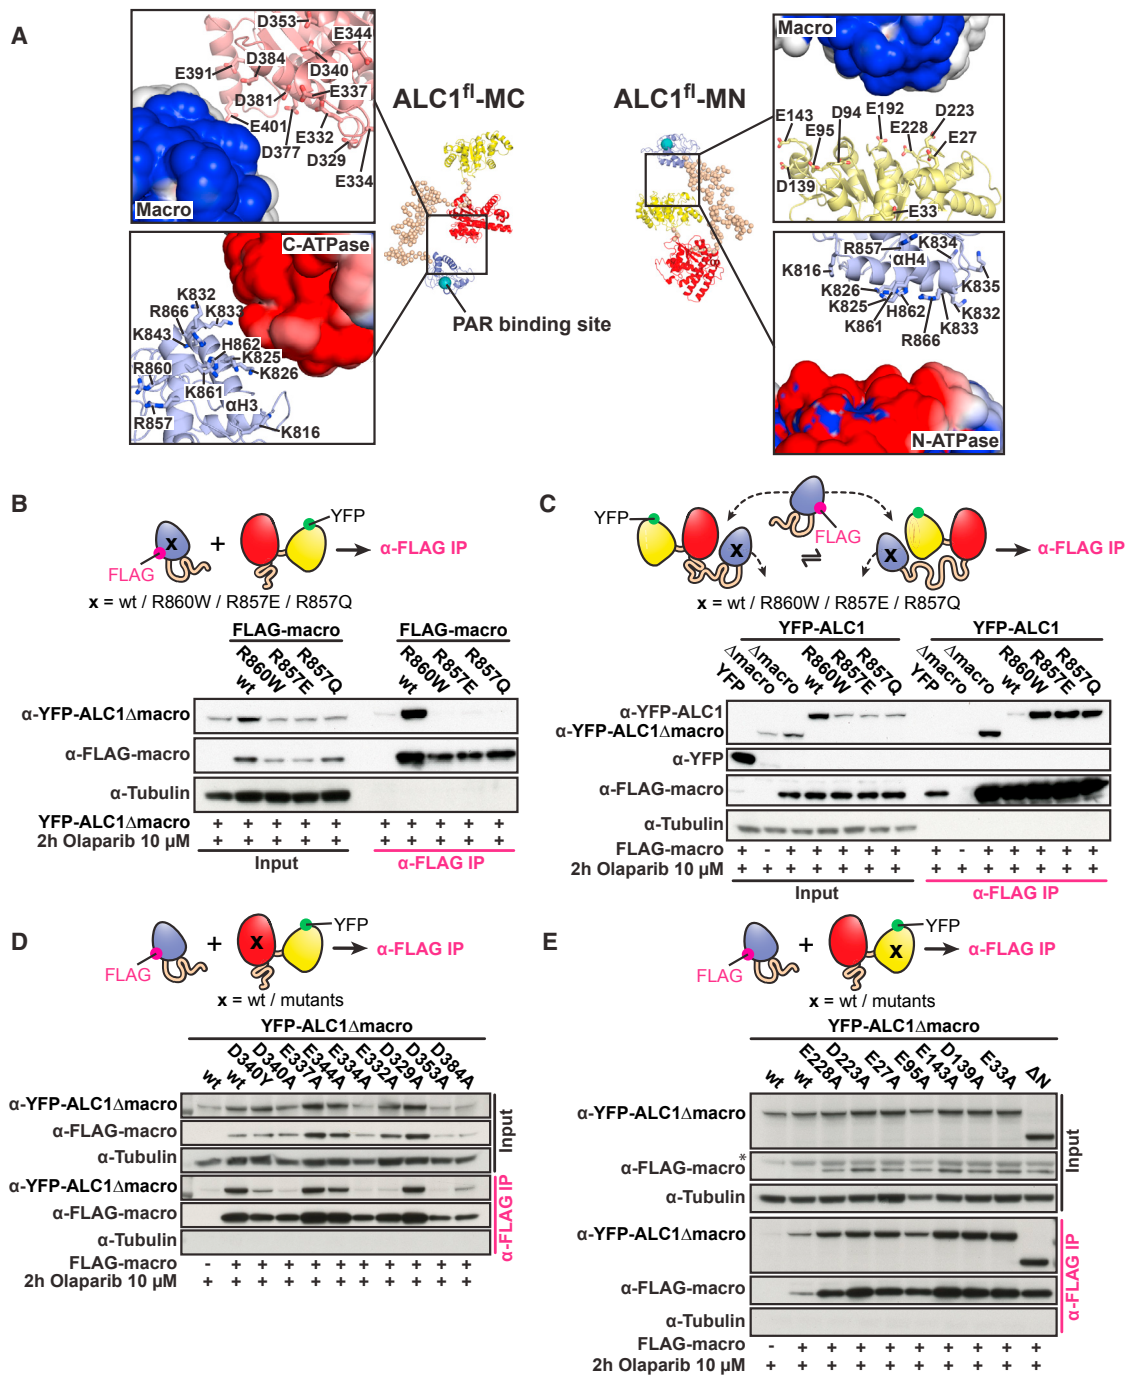 A
D353
E344
E391
D384
D340
D381
E337
E401
E332
D377
D329
E334
Macro
ALC1fl-MC
ALC1fl-MN
Macro
E143
D94
E192
D223
E95
E228
E27
D139
E33
C-ATPase
K832
R866
K833
K843
H862
K825
R860
K826
K861
αH3
R857
K816
PAR binding site
R857
K834
αH4
K816
K835
K826
K825
H862
K832
K861
K833
R866
N-ATPase
B
YFP
x
+
FLAG
α-FLAG IP
x = wt / R860W / R857E / R857Q
FLAG-macro
FLAG-macro
wt R860W R857E R857Q
wt R860W R857E R857Q
α-YFP-ALC1Δmacro
α-FLAG-macro
α-Tubulin
YFP-ALC1Δmacro + + + + + + + + + +
2h Olaparib 10 µM + + + + + + + + + +
Input
α-FLAG IP
C
YFP
FLAG
x
x
α-FLAG IP
x = wt / R860W / R857E / R857Q
YFP-ALC1
YFP-ALC1
YFP Δmacro Δmacro wt R860W R857E R857Q
YFP Δmacro Δmacro wt R860W R857E R857Q
α-YFP-ALC1
α-YFP-ALC1Δmacro
α-YFP
α-FLAG-macro
α-Tubulin
FLAG-macro + - + + + + + + - + + + + +
2h Olaparib 10 µM + + + + + + + + + + + + + +
Input
α-FLAG IP
D
YFP
FLAG
+
x
α-FLAG IP
x = wt / mutants
YFP-ALC1Δmacro
wt wt D340Y D340A E337A E344A E334A E332A D329A D353A D384A
α-YFP-ALC1Δmacro
α-FLAG-macro
α-Tubulin
Input
α-YFP-ALC1Δmacro
α-FLAG-macro
α-Tubulin
α-FLAG IP
FLAG-macro - + + + + + + + + + +
2h Olaparib 10 µM + + + + + + + + + + +
E
YFP
FLAG
+
x
α-FLAG IP
x = wt / mutants
YFP-ALC1Δmacro
wt wt E228A D223A E27A E95A E143A D139A E33A ΔN
α-YFP-ALC1Δmacro
*
α-FLAG-macro
α-Tubulin
Input
α-YFP-ALC1Δmacro
α-FLAG-macro
α-Tubulin
α-FLAG IP
FLAG-macro - + + + + + + + + +
2h Olaparib 10 µM + + + + + + + + + +